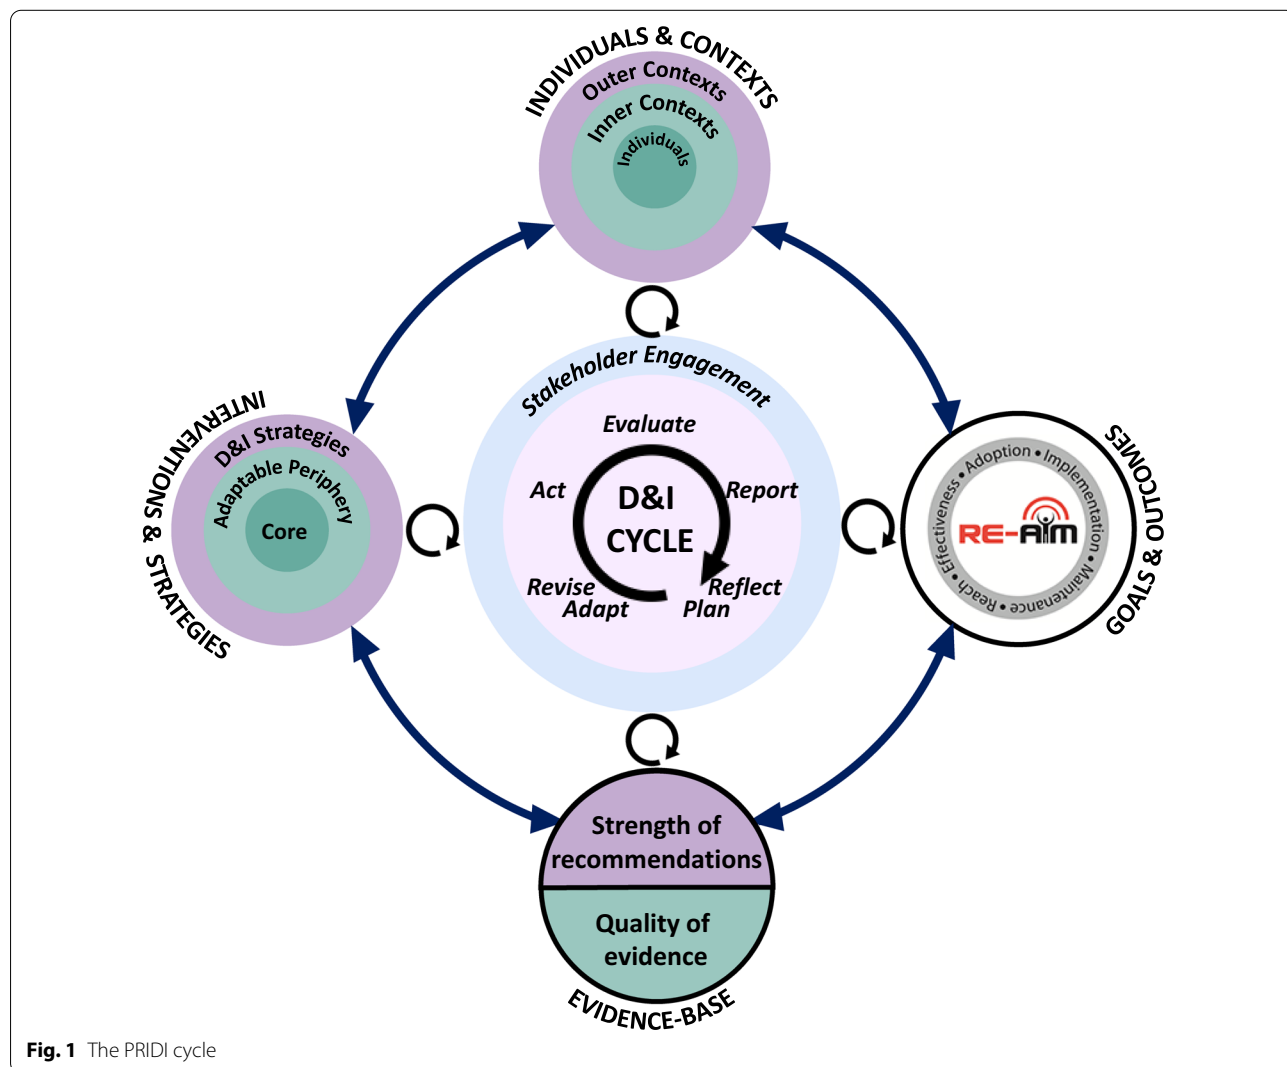 INDIVIDUALS & CONTEXTS
Outer Contexts
Inner Contexts
Individuals
INTERVENTIONS & STRATEGIES
D&I Strategies
Adaptable Periphery
Core
Stakeholder Engagement
Evaluate
Act
Report
D&I
CYCLE
Revise
Reflect
Adapt
Plan
GOALS & OUTCOMES
Reach • Effectiveness • Adoption • Implementation • Maintenance •
RE-AIM
Strength of
recommendations
Quality of
evidence
EVIDENCE-BASE
Fig. 1 The PRIDI cycle